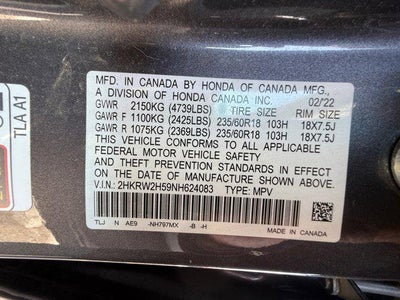 MFD. IN CANADA BY HONDA OF CANADA MFG.,
A DIVISION OF HONDA CANADA INC. 02/22
GVWR 2150KG (4739LBS) TIRE SIZE RIM SIZE
GAWR F 1100KG (2425LBS) 235/60R18 103H 18X7.5J
GAWR R 1075KG (2369LBS) 235/60R18 103H 18X7.5J
THIS VEHICLE CONFORMS TO ALL APPLICABLE
FEDERAL MOTOR VEHICLE SAFETY
AND THEFT PREVENTION STANDARDS IN EFFECT
ON THE DATE OF MANUFACTURE SHOWN ABOVE.
V.I.N.: 2HKRW2H59NH624083 TYPE: MPV
TLJ N AE9 -NH797MX -B -H
MADE IN CANADA
TLA A1